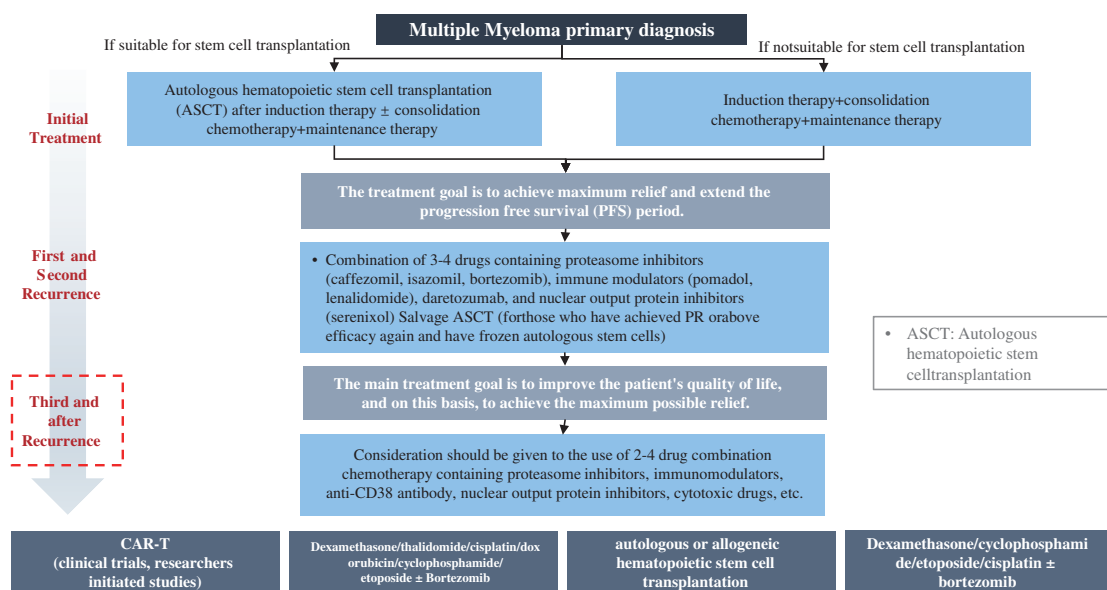 Multiple Myeloma primary diagnosis
If suitable for stem cell transplantation
If notsuitable for stem cell transplantation
Initial
Treatment
Autologous hematopoietic stem cell transplantation
(ASCT) after induction therapy ± consolidation
chemotherapy+maintenance therapy
Induction therapy+consolidation
chemotherapy+maintenance therapy
The treatment goal is to achieve maximum relief and extend the
progression free survival (PFS) period.
First and
Second
Recurrence
• Combination of 3-4 drugs containing proteasome inhibitors
(caffezomil, isazomil, bortezomib), immune modulators (pomadol,
lenalidomide), daretozumab, and nuclear output protein inhibitors
(serenixol) Salvage ASCT (forthose who have achieved PR orabove
efficacy again and have frozen autologous stem cells)
• ASCT: Autologous
hematopoietic stem
celltransplantation
The main treatment goal is to improve the patient's quality of life,
and on this basis, to achieve the maximum possible relief.
Third and
after
Recurrence
Consideration should be given to the use of 2-4 drug combination
chemotherapy containing proteasome inhibitors, immunomodulators,
anti-CD38 antibody, nuclear output protein inhibitors, cytotoxic drugs, etc.
CAR-T
(clinical trials, researchers
initiated studies)
Dexamethasone/thalidomide/cisplatin/dox
orubicin/cyclophosphamide/
etoposide ± Bortezomib
autologous or allogeneic
hematopoietic stem cell
transplantation
Dexamethasone/cyclophosphami
de/etoposide/cisplatin ±
bortezomib